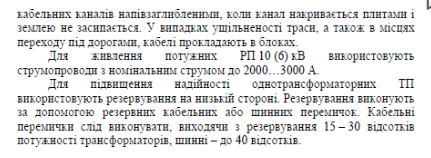 кабельних каналів напівзаглибленими, коли канал накривається плитами і
землею не засипається. У випадках ущільненості траси, а також в місцях
переходу під дорогами, кабелі прокладають в блоках.
Для живлення потужних РП 10 (6) кВ використовують
струмопроводи з номінальним струмом до 2000…3000 А.
Для підвищення надійності однотрансформаторних ТП
використовують резервування на низькій стороні. Резервування виконують
за допомогою резервних кабельних або шинних перемичок. Кабельні
перемички слід виконувати, виходячи з резервування 15 – 30 відсотків
потужності трансформаторів, шинні – до 40 відсотків.